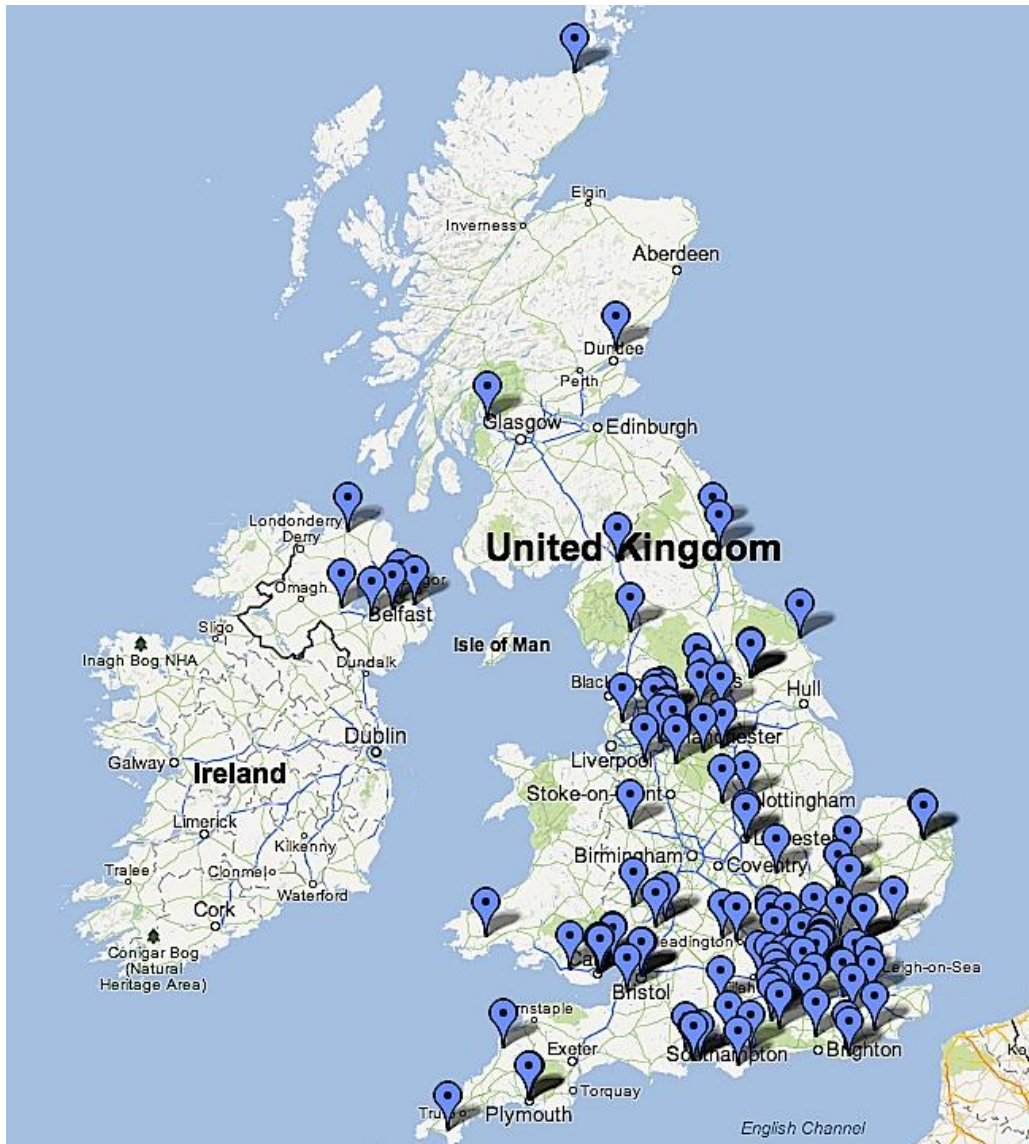 Elgin
Inverness
Aberdeen
Dundee
Perth
Glasgow
Edinburgh
Londonderry
Derry
United Kingdom
Omagh
Belfast
Sligo
Isle of Man
Inagh Bog NHA
Dundalk
Hull
Dublin
Galway
Ireland
Liverpool
Nottingham
Limerick
Kilkenny
Birmingham
Coventry
Tralee
Clonmel
Waterford
Cork
Conigar Bog
(Natural
Heritage Area)
Leigh-on-Sea
Bristol
Exeter
Southampton
Brighton
Torquay
Plymouth
English Channel